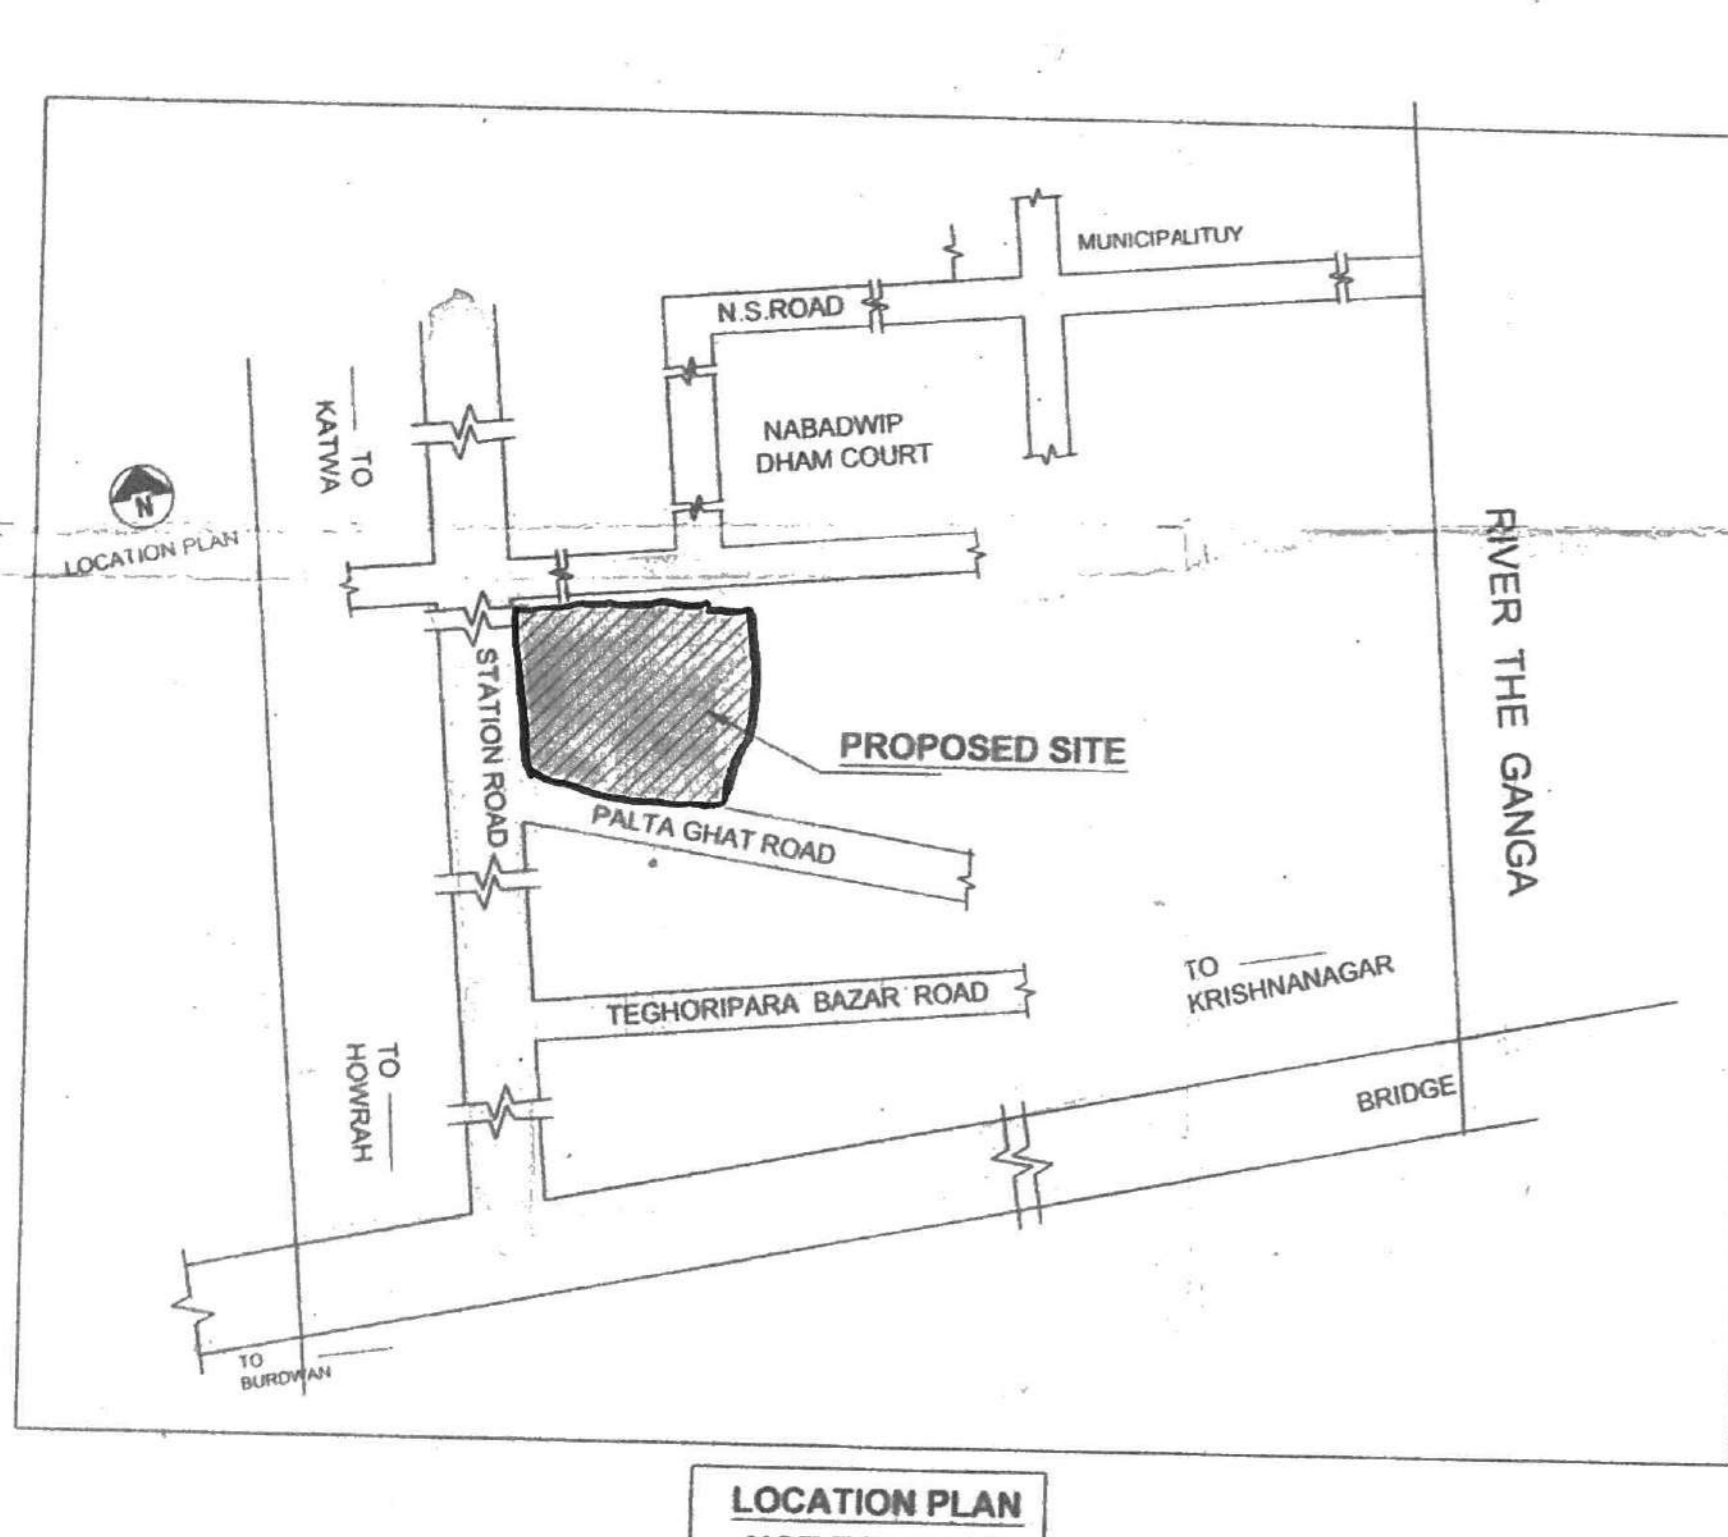 MUNICIPALITUY
N.S.ROAD
TO
KATWA
NABADWIP
DHAM COURT
N
LOCATION PLAN
RIVER THE GANGA
STATION ROAD
PROPOSED SITE
PALTA GHAT ROAD
TO
KRISHNANAGAR
TEGHORIPARA BAZAR ROAD
TO
HOWRAH
BRIDGE
TO
BURDWAN
LOCATION PLAN